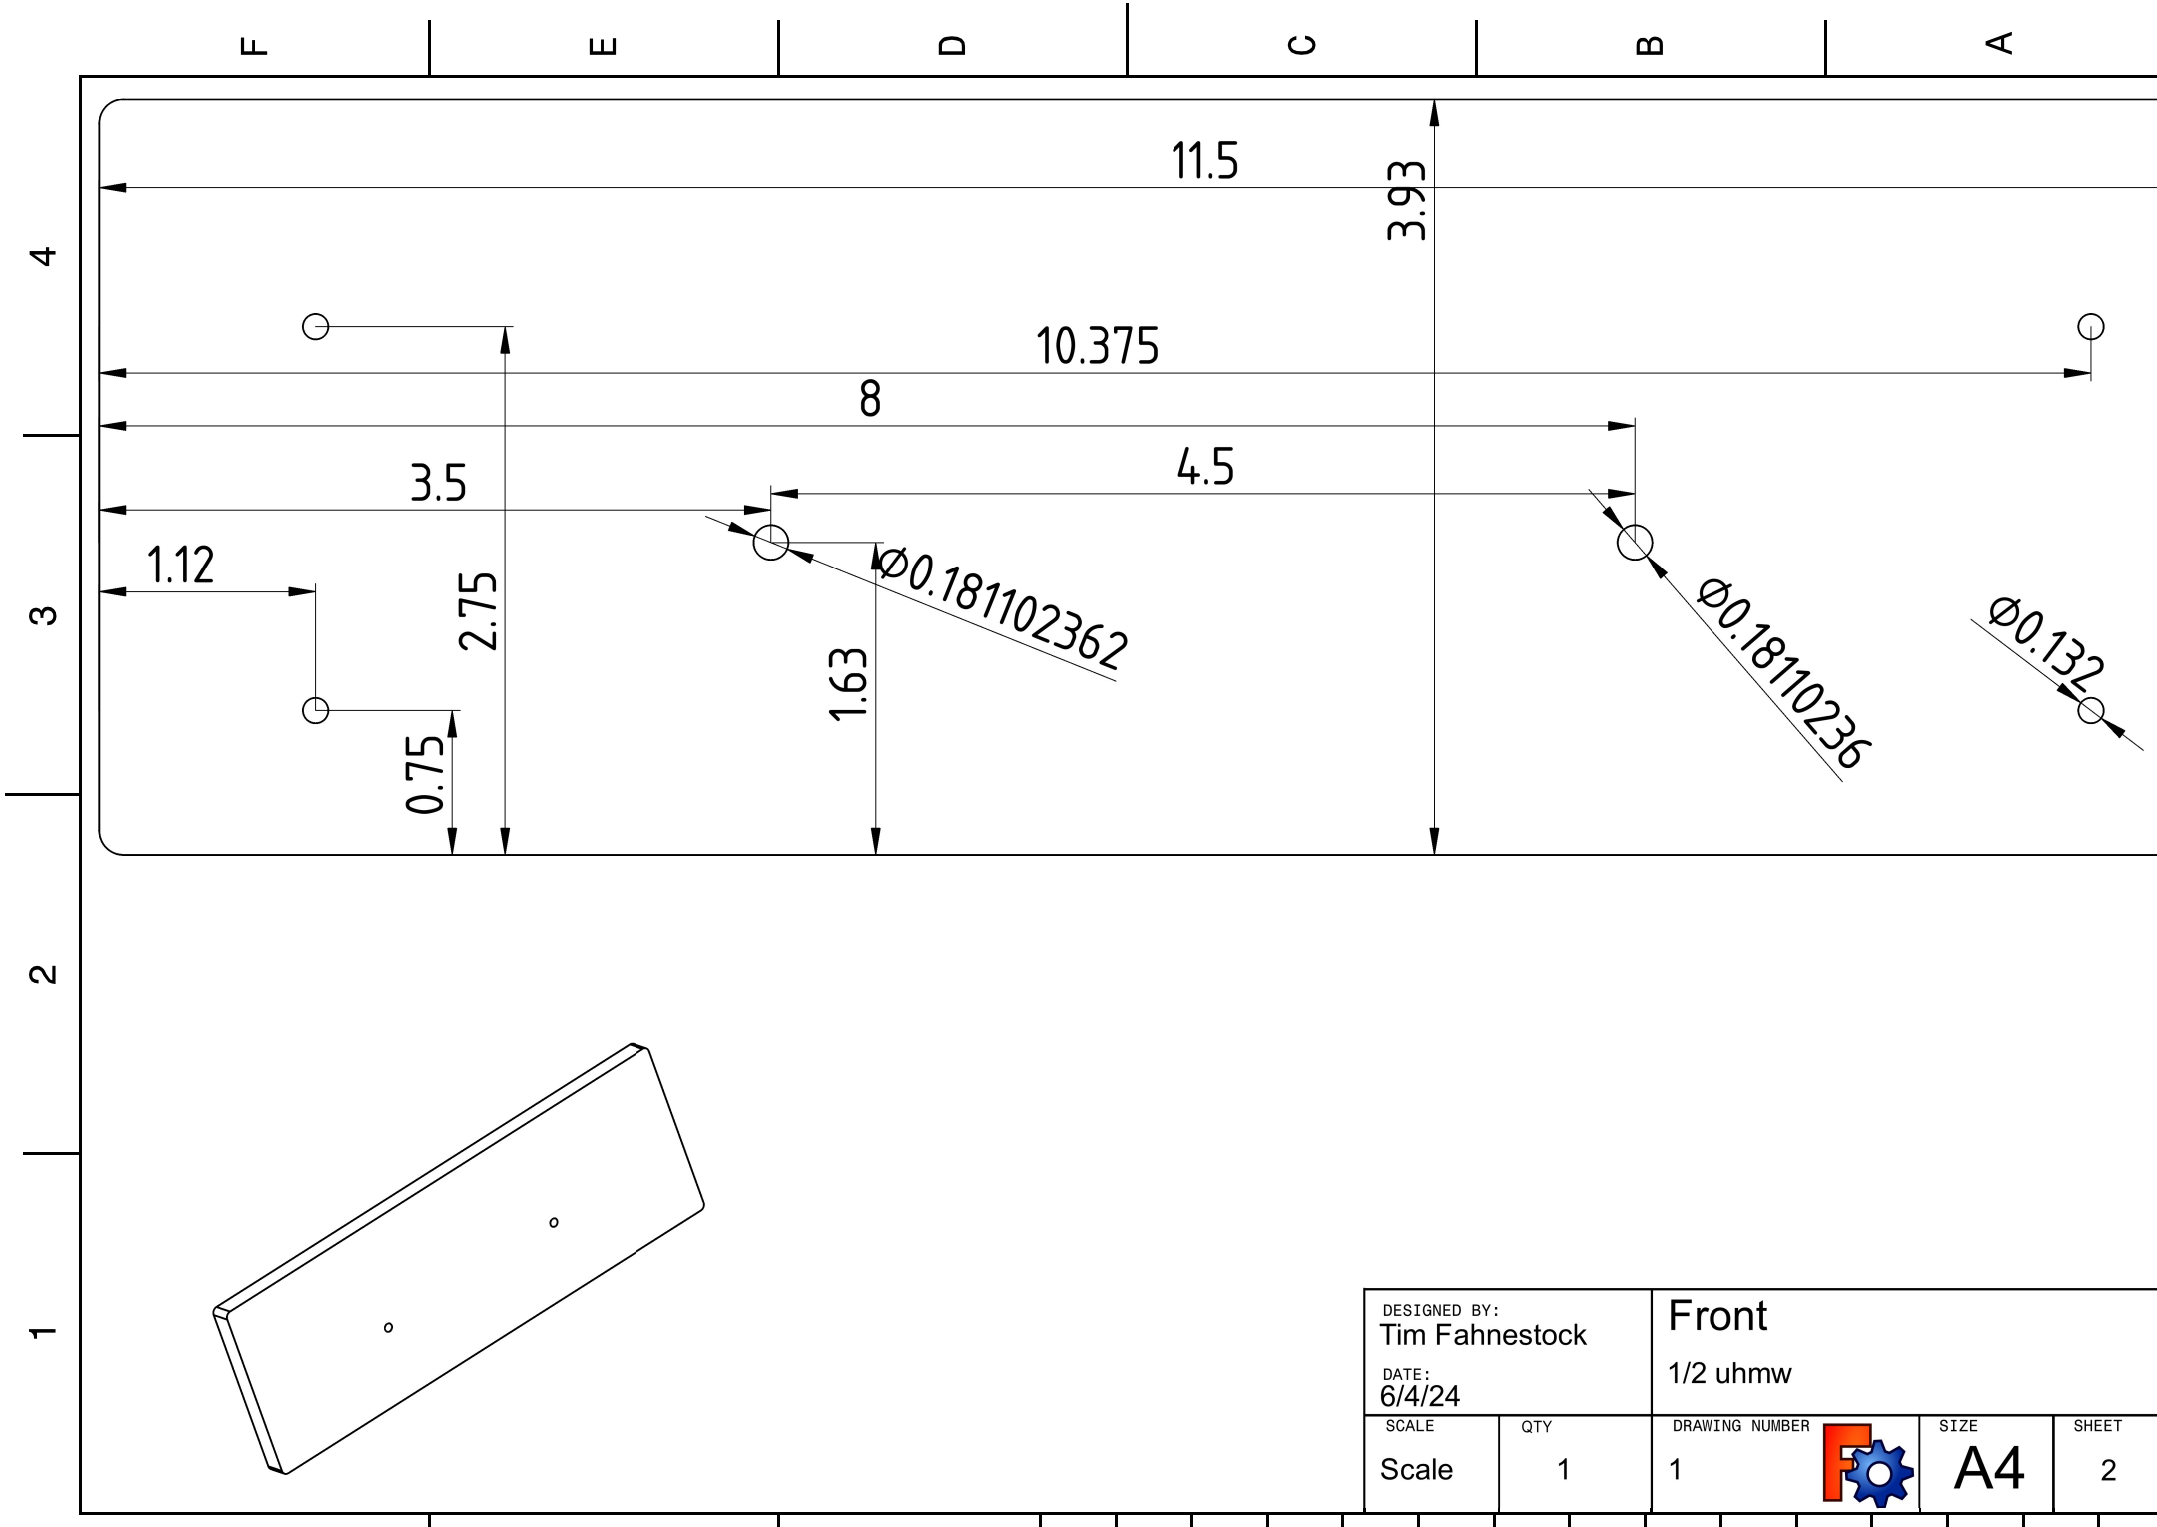 F E D C B A
11.5
3.93
4
10.375
8
3.5
4.5
1.12
2.75
Ø0.181102362
Ø0.18110236
Ø0.132
3
1.63
0.75
2
1
DESIGNED BY:
Tim Fahnestock
DATE:
6/4/24
Front
1/2 uhmw
SCALE
Scale
QTY
1
DRAWING NUMBER
1
SIZE
A4
SHEET
2